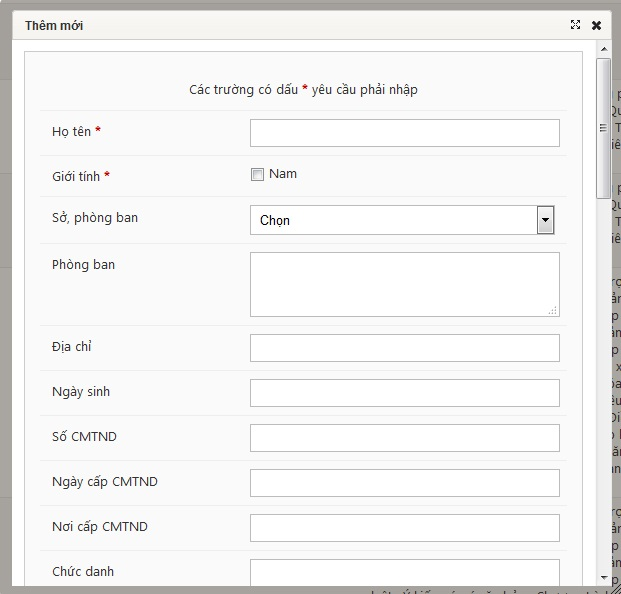 Thêm mới
Các trường có dấu * yêu cầu phải nhập
Họ tên *
Giới tính *
Nam
Sở, phòng ban
Chọn
Phòng ban
Địa chỉ
Ngày sinh
Số CMTND
Ngày cấp CMTND
Nơi cấp CMTND
Chức danh